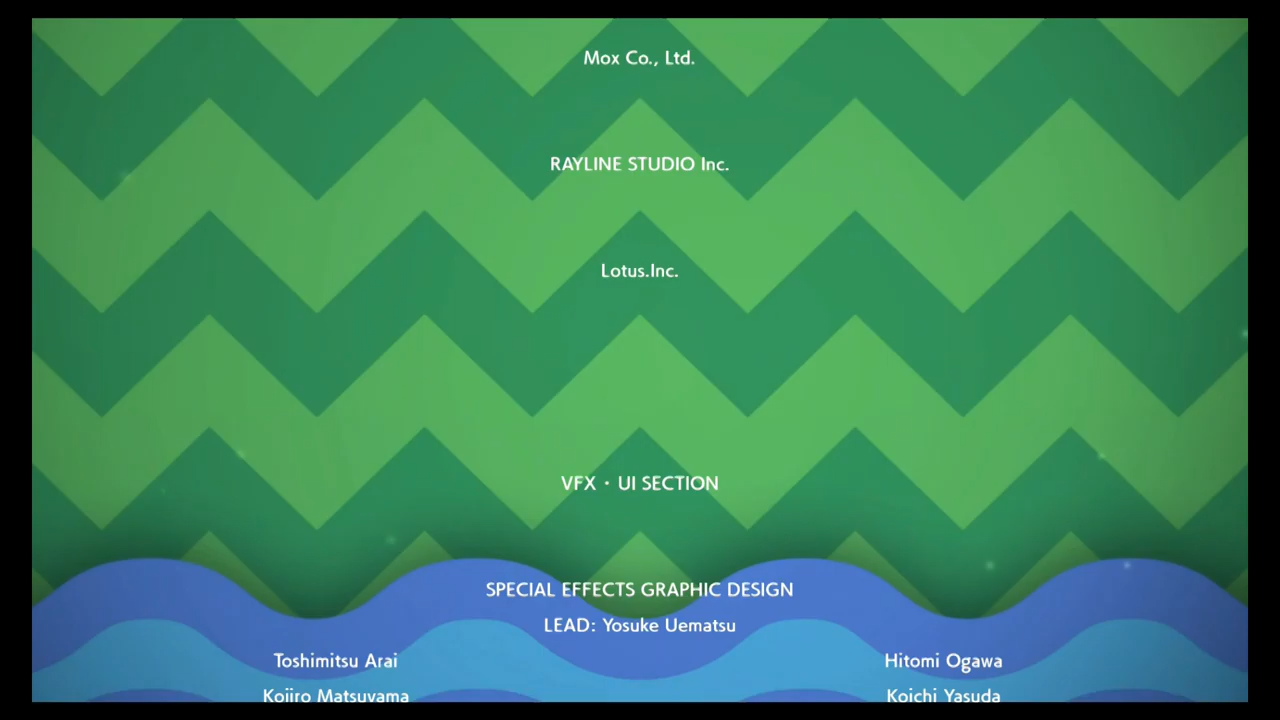 Mox Co., Ltd.
RAYLINE STUDIO Inc.
Lotus.Inc.
VFX・UI SECTION
SPECIAL EFFECTS GRAPHIC DESIGN
LEAD: Yosuke Uematsu
Toshimitsu Arai Hitomi Ogawa
Kojiro Matsuyama Koichi Yasuda